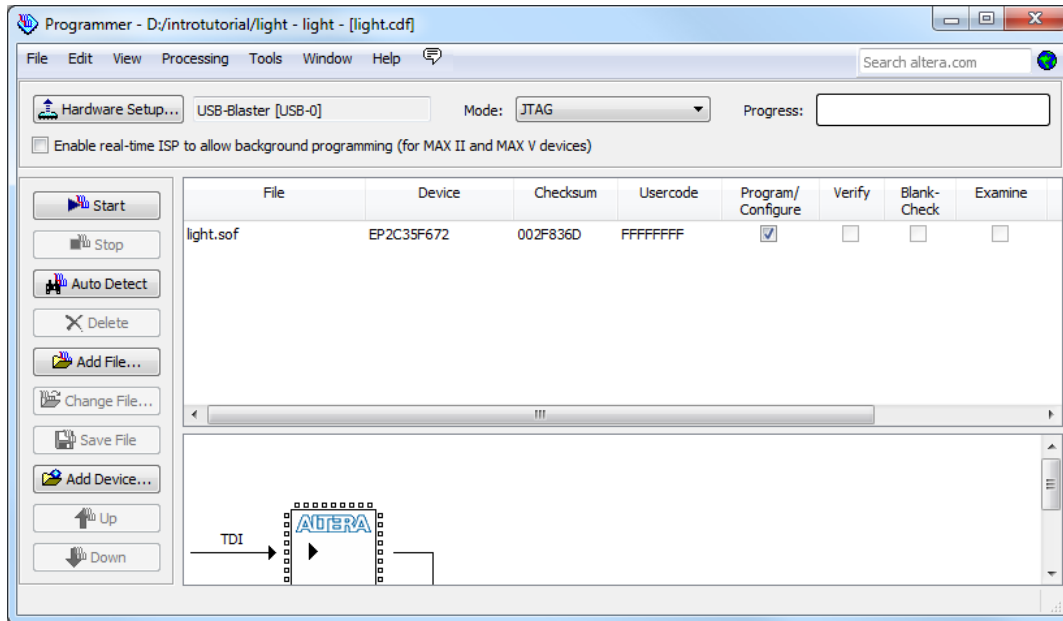 Programmer - D:/introtutorial/light - light - [light.cdf]
File Edit View Processing Tools Window Help
Search altera.com
Hardware Setup... USB-Blaster [USB-0] Mode: JTAG Progress:
Enable real-time ISP to allow background programming (for MAX II and MAX V devices)
Start
Stop
Auto Detect
Delete
Add File...
Change File...
Save File
Add Device...
Up
Down
File Device Checksum Usercode Program/ Verify Blank- Examine
Configure Check
light.sof EP2C35F672 002F836D FFFFFFFF
ALTERA
TDI